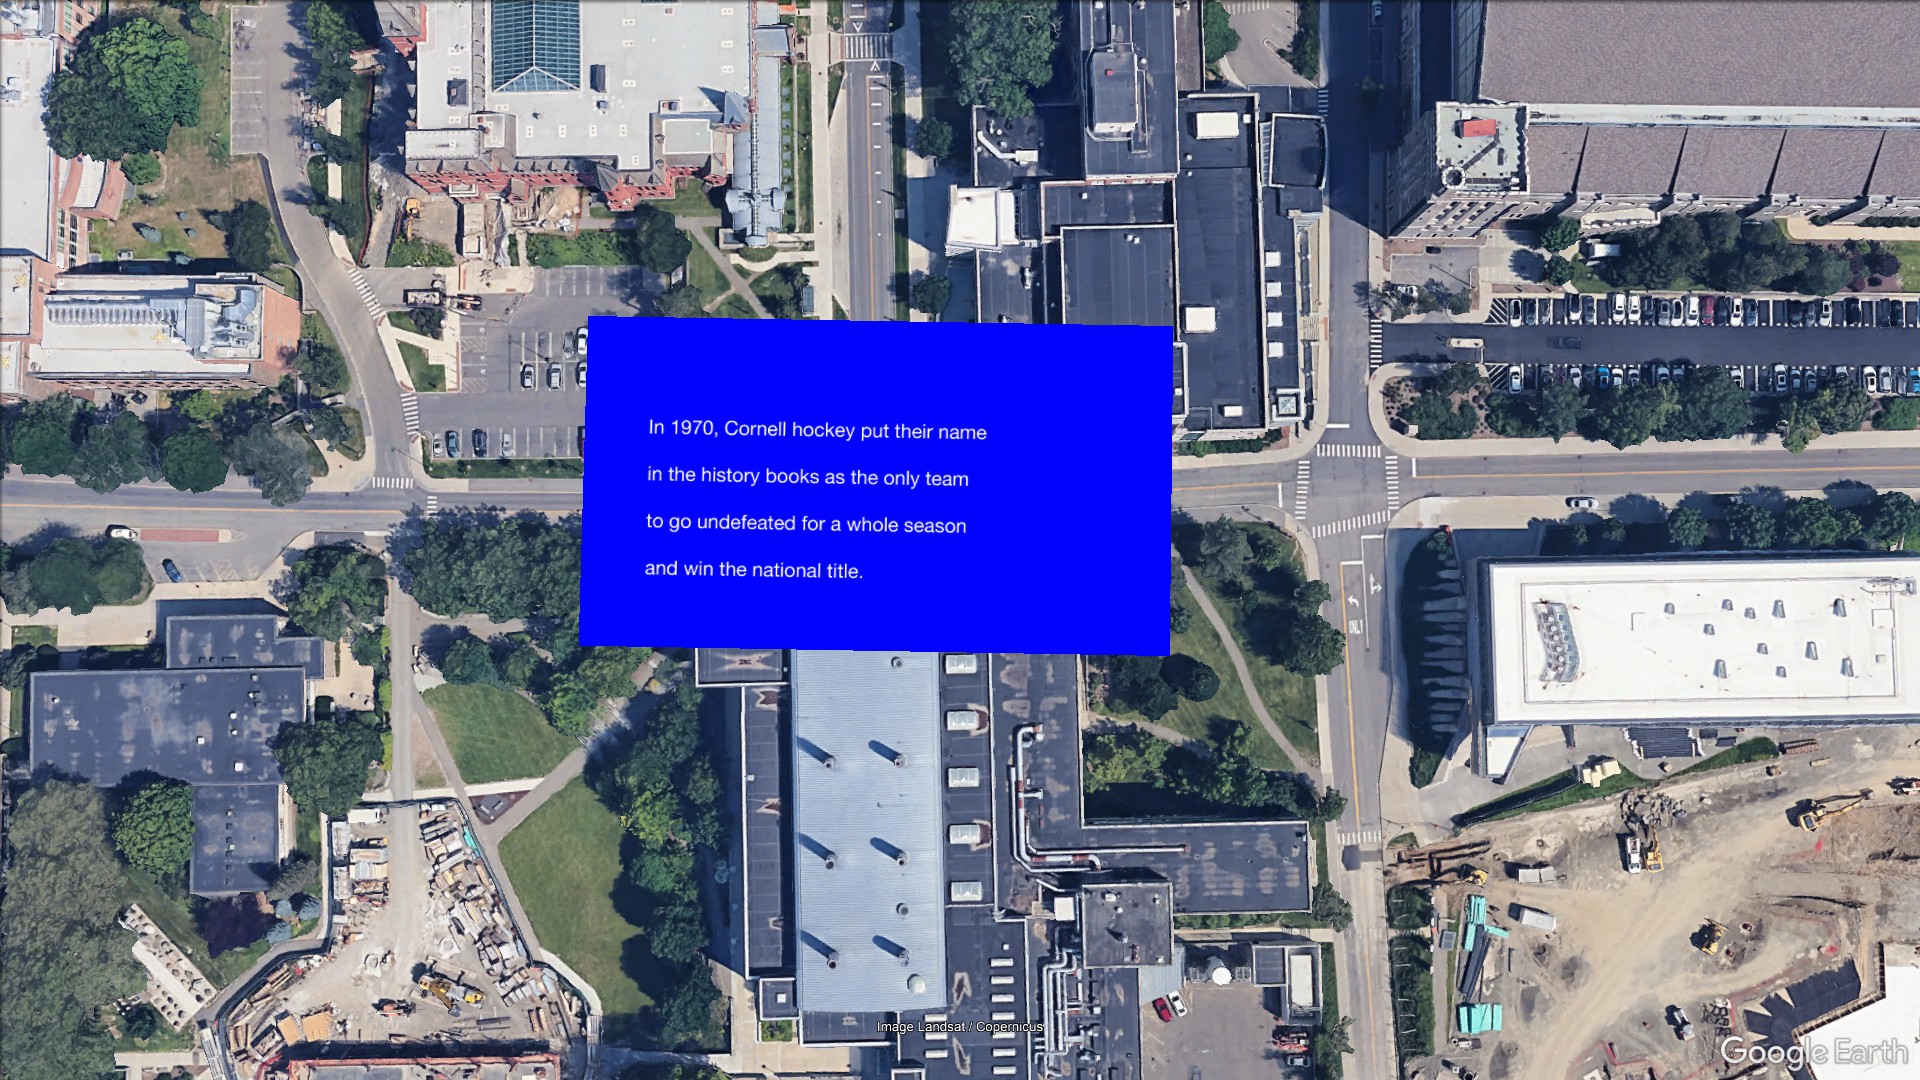 In 1970, Cornell hockey put their name
in the history books as the only team
to go undefeated for a whole season
and win the national title.
ONLY
Image Landsat / Copernicus
Google Earth